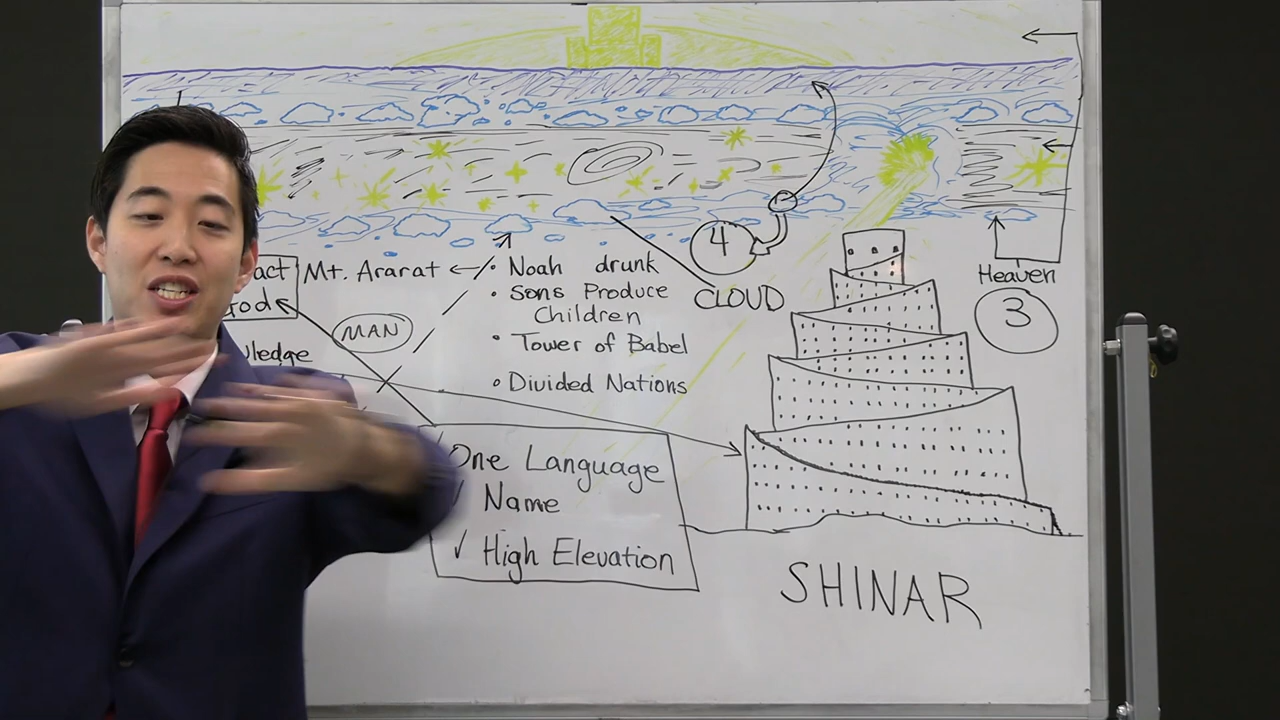 Mt. Ararat
MAN
• Noah drunk
• Sons Produce
Children
• Tower of Babel
• Divided Nations
CLOUD
4
Heaven
3
One Language
✓ Name
✓ High Elevation
SHINAR